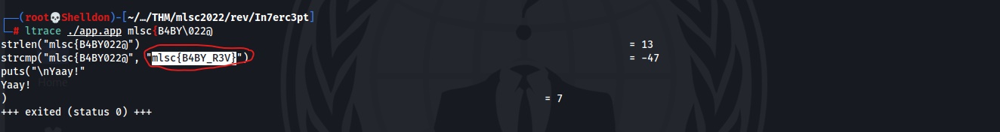 (root💀Shelldon)-[~/…/THM/mlsc2022/rev/In7erc3pt]
# ltrace ./app.app mlsc{B4BY\022@
strlen("mlsc{B4BY022@") = 13
strcmp("mlsc{B4BY022@", "mlsc{B4BY_R3V}") = -47
puts("\nYaay!"
Yaay!
Home
) = 7
+++ exited (status 0) +++